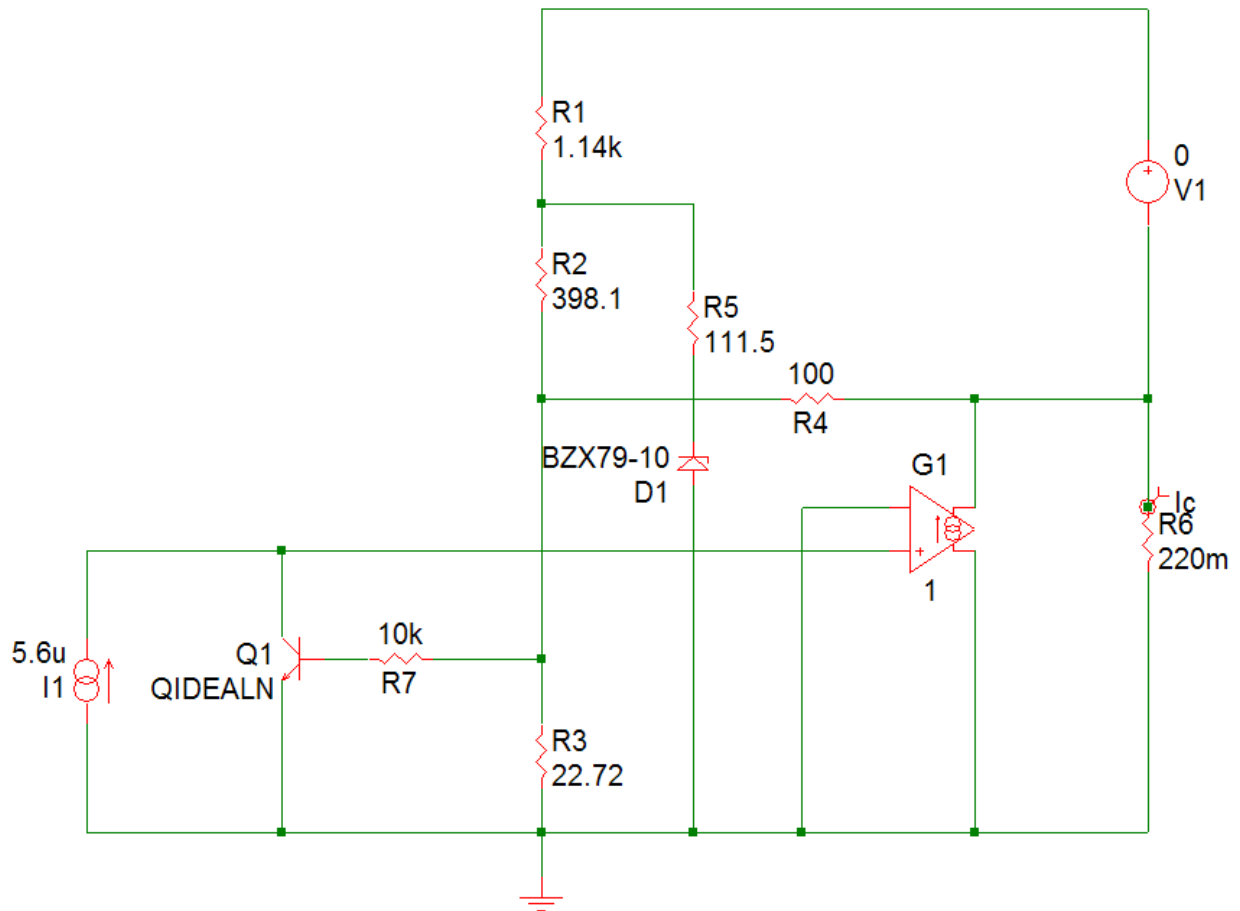 R1
1.14k
0
V1
R2
398.1
R5
111.5
100
R4
BZX79-10
D1
G1
+
1
Ic
R6
220m
5.6u
I1
Q1
QIDEALN
10k
R7
R3
22.72